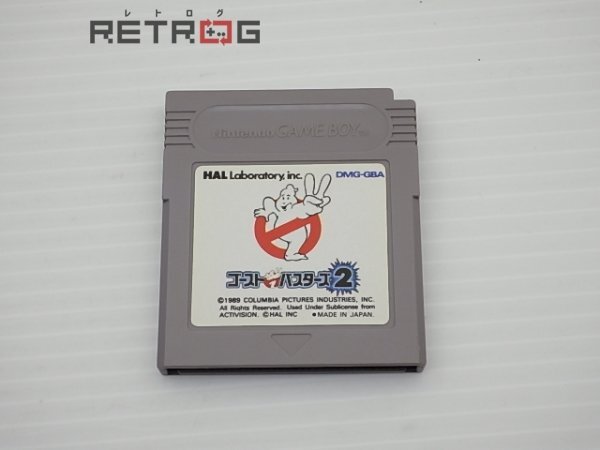 レトログ
RETROG
Nintendo GAME BOY TM
HAL Laboratory, inc. DMG-GBA
ゴーストバスターズ2
©1989 COLUMBIA PICTURES INDUSTRIES, INC.
All Rights Reserved. Used Under Sublicense from
ACTIVISION. ©HAL INC ●MADE IN JAPAN.